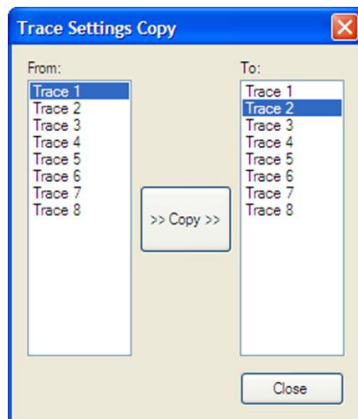 Trace Settings Copy
From:
To:
Trace 1
Trace 2
Trace 3
Trace 4
Trace 5
Trace 6
Trace 7
Trace 8
>> Copy >>
Trace 1
Trace 2
Trace 3
Trace 4
Trace 5
Trace 6
Trace 7
Trace 8
Close